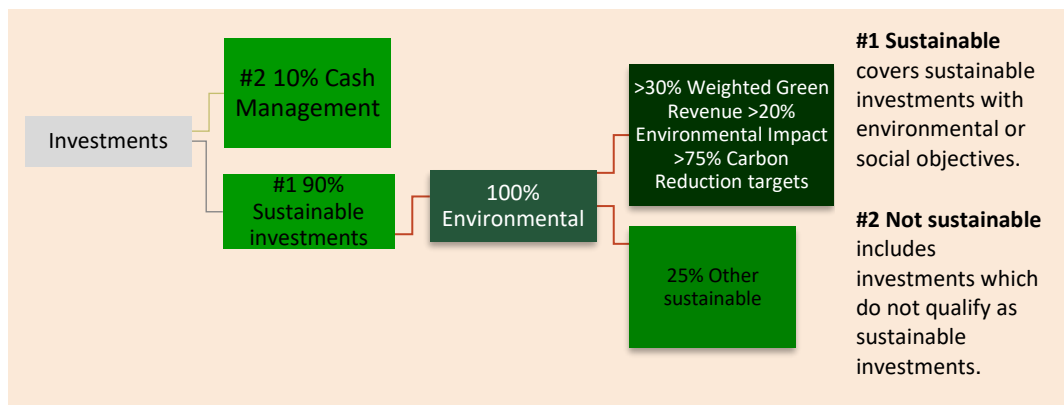 Investments
#2 10% Cash
Management
#1 90%
Sustainable
investments
100%
Environmental
>30% Weighted Green
Revenue >20%
Environmental Impact
>75% Carbon
Reduction targets
25% Other
sustainable
#1 Sustainable
covers sustainable
investments with
environmental or
social objectives.
#2 Not sustainable
includes
investments which
do not qualify as
sustainable
investments.